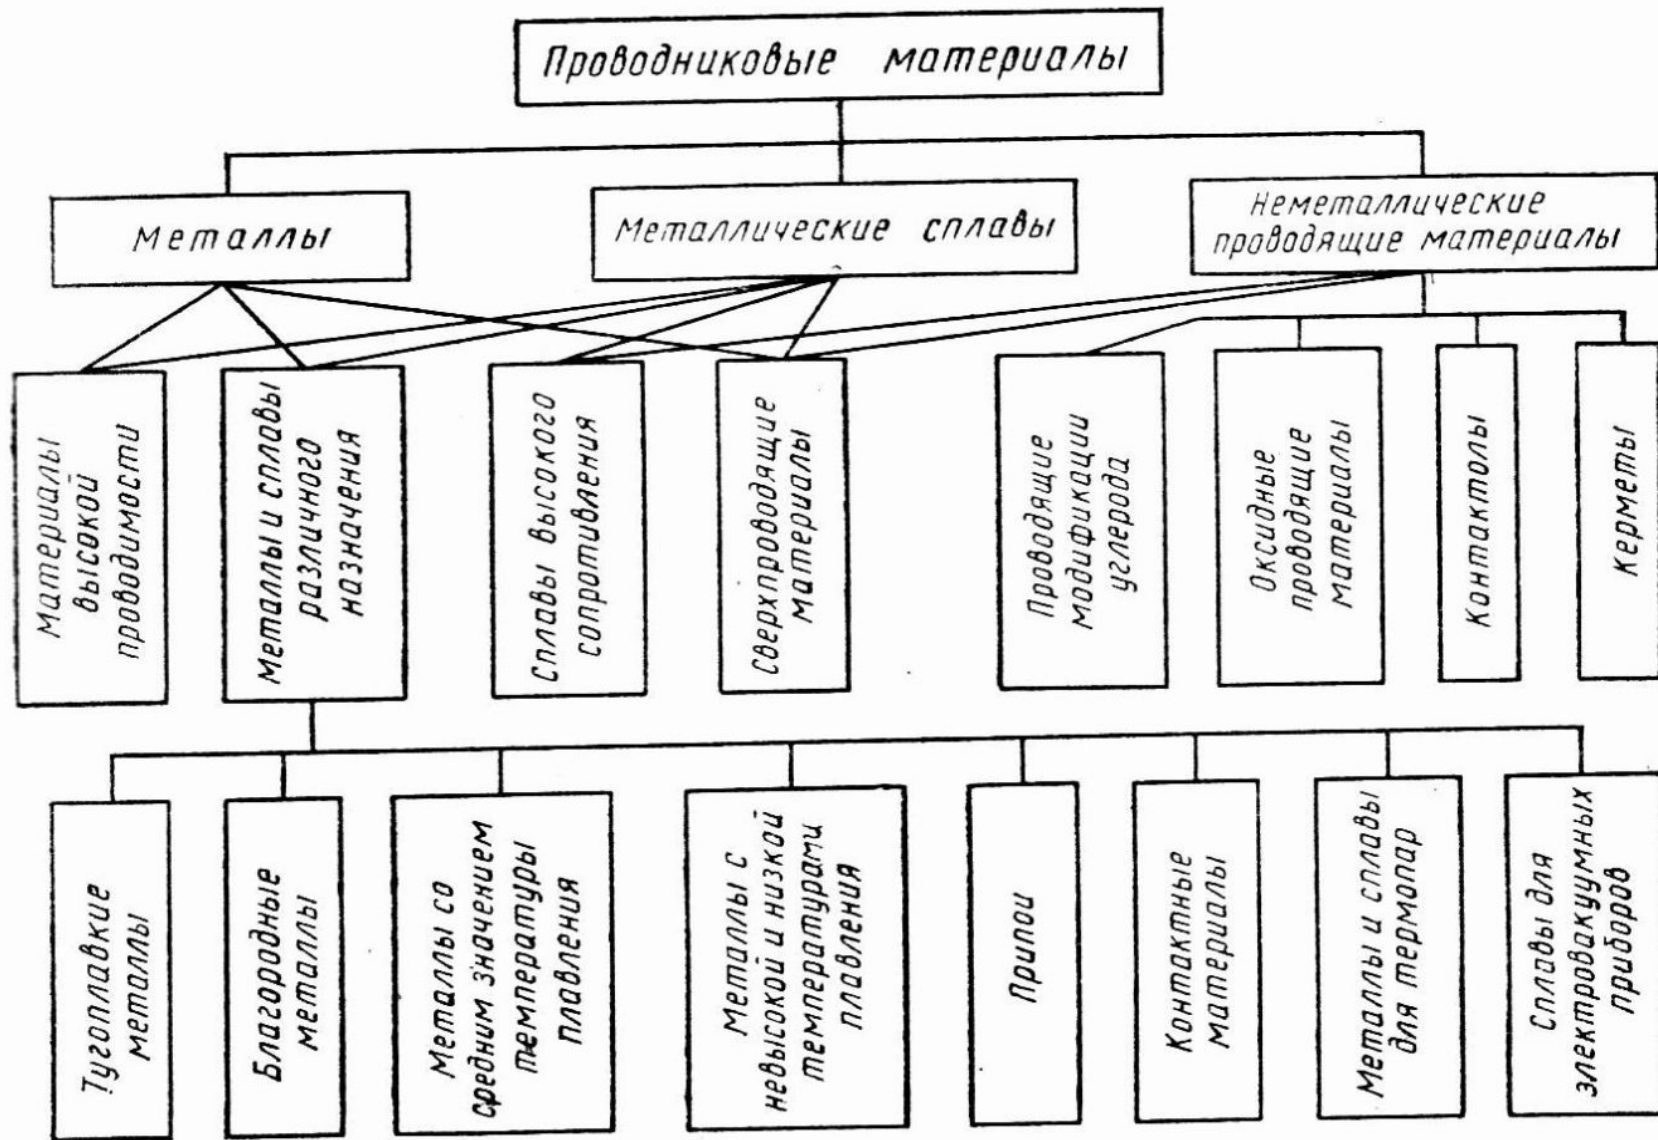 Проводниковые материалы
Металлы
Металлические сплавы
Неметаллические
проводящие материалы
Материалы
высокой
проводимости
Металлы и сплавы
различного
назначения
Сплавы высокого
сопротивления
Сверхпроводящие
материалы
Проводящие
модификации
углерода
Оксидные
проводящие
материалы
Контактолы
Керметы
Тугоплавкие
металлы
Благородные
металлы
Металлы со
средним значением
температуры
плавления
Металлы с
невысокой и низкой
температурами
плавления
Припои
Контактные
материалы
Металлы и сплавы
для термопар
Сплавы для
электровакуумных
приборов